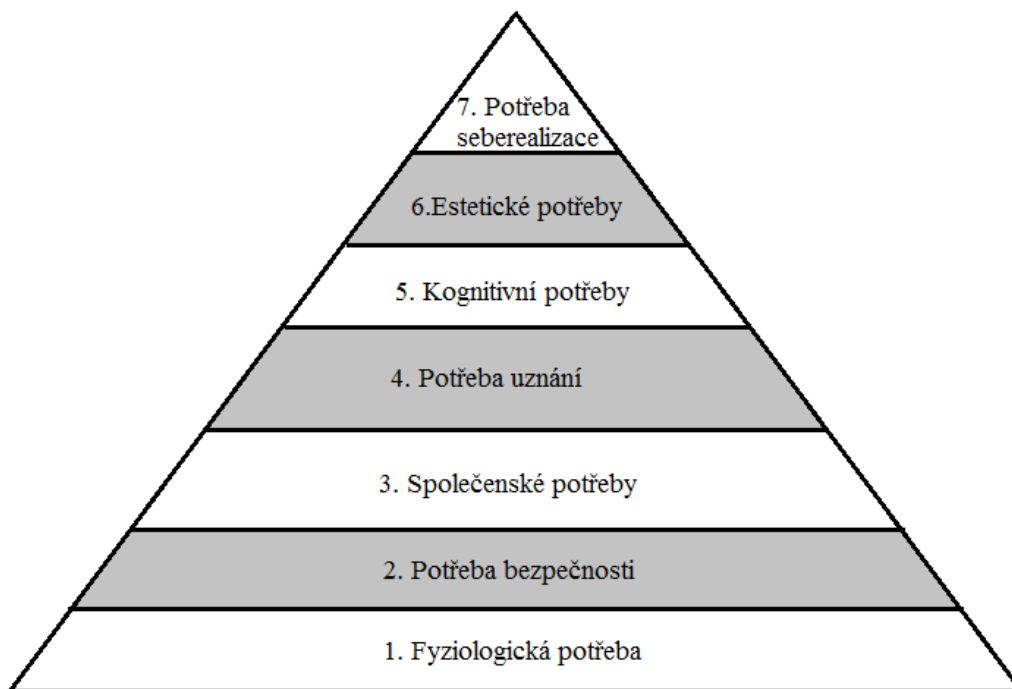 7. Potřeba
seberealizace
6.Estetické potřeby
5. Kognitivní potřeby
4. Potřeba uznání
3. Společenské potřeby
2. Potřeba bezpečnosti
1. Fyziologická potřeba